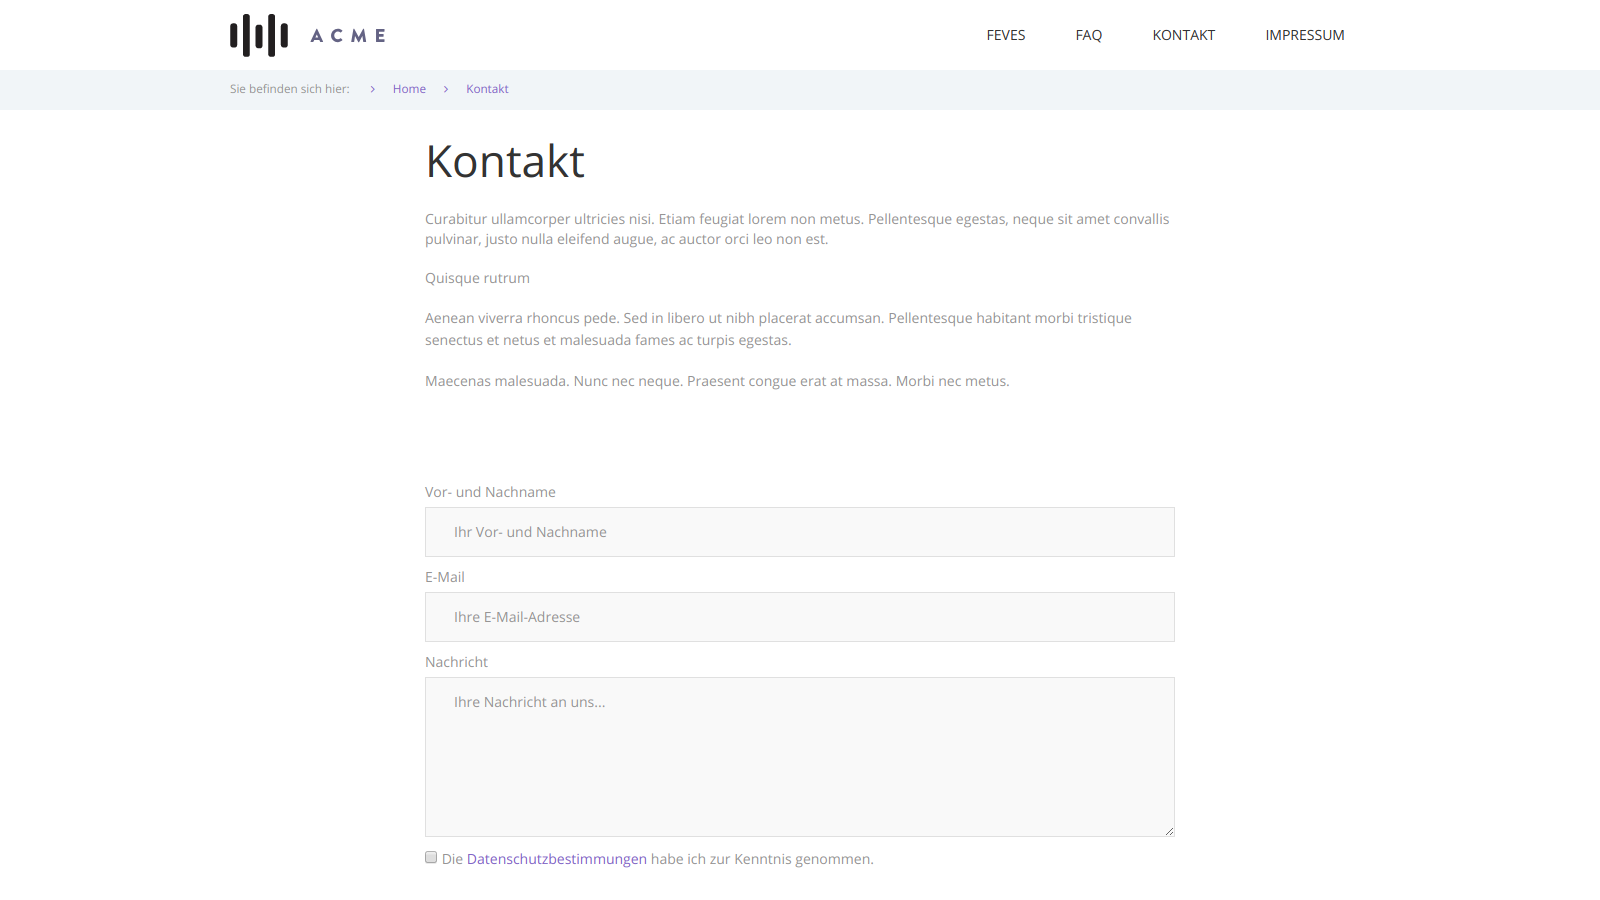 ACME
FEVES
FAQ
KONTAKT
IMPRESSUM
Sie befinden sich hier: > Home > Kontakt
Kontakt
Curabitur ullamcorper ultricies nisi. Etiam feugiat lorem non metus. Pellentesque egestas, neque sit amet convallis
pulvinar, justo nulla eleifend augue, ac auctor orci leo non est.
Quisque rutrum
Aenean viverra rhoncus pede. Sed in libero ut nibh placerat accumsan. Pellentesque habitant morbi tristique
senectus et netus et malesuada fames ac turpis egestas.
Maecenas malesuada. Nunc nec neque. Praesent congue erat at massa. Morbi nec metus.
Vor- und Nachname
Ihr Vor- und Nachname
E-Mail
Ihre E-Mail-Adresse
Nachricht
Ihre Nachricht an uns...
Die Datenschutzbestimmungen habe ich zur Kenntnis genommen.